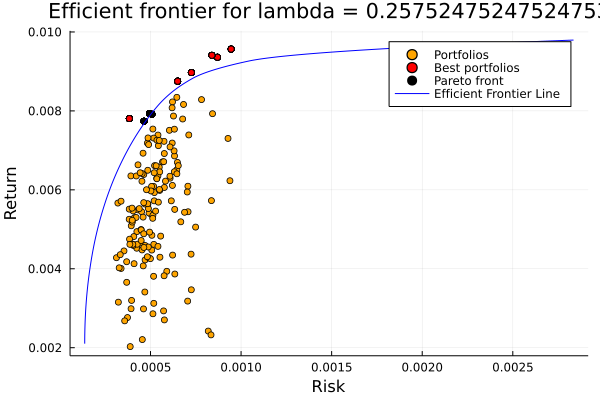 Efficient frontier for lambda = 0.2575247524752475
0.010
0.008
0.006
0.004
0.002
Return
Portfolios
Best portfolios
Pareto front
Efficient Frontier Line
0.0005
0.0010
0.0015
0.0020
0.0025
Risk